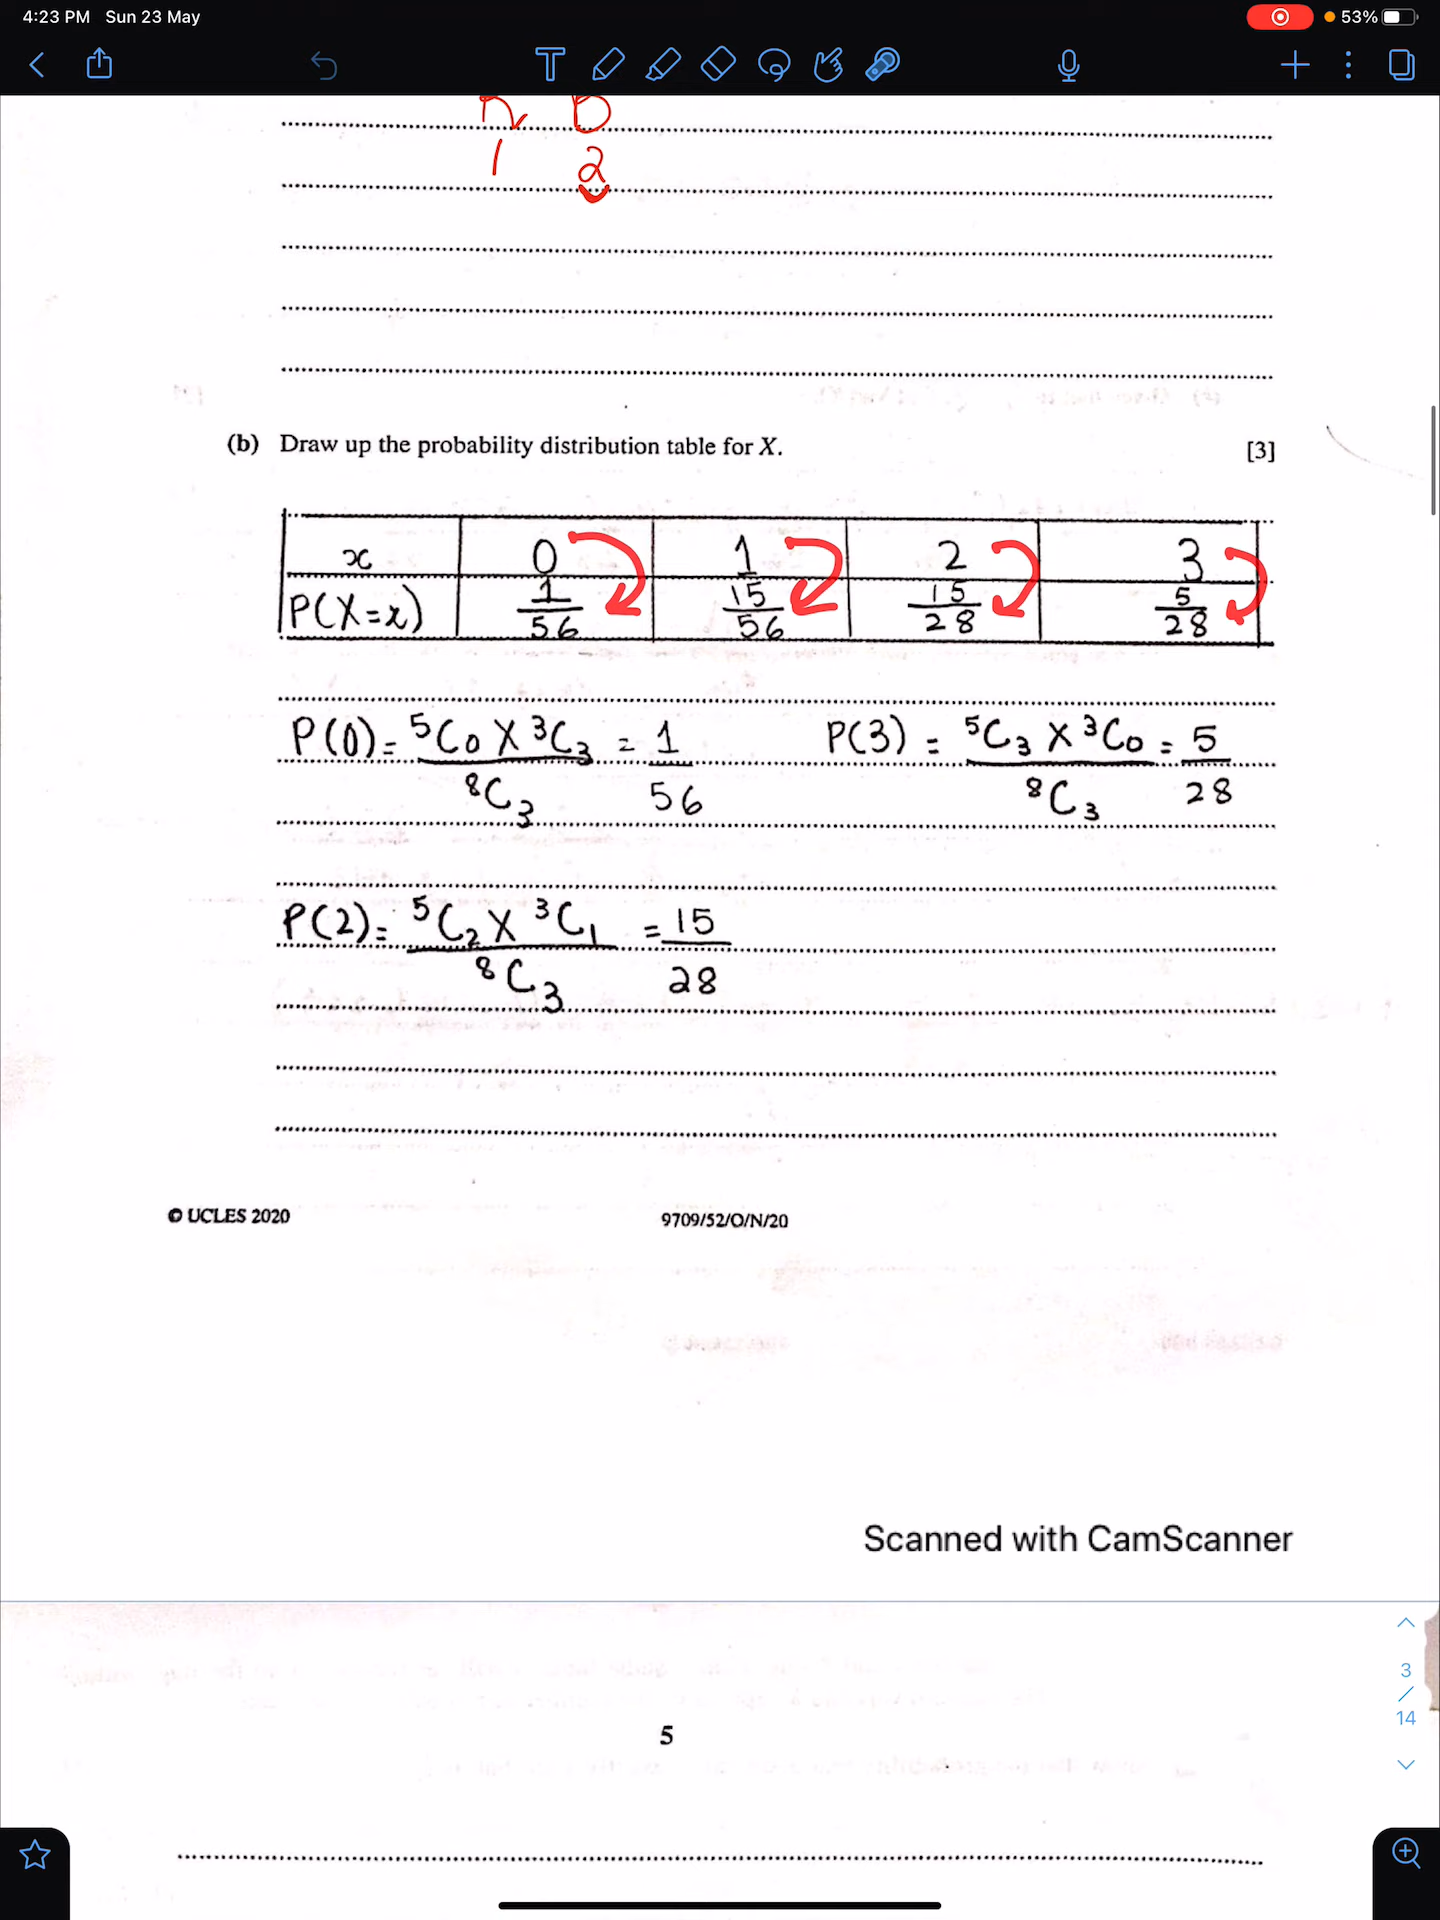 4:23 PM Sun 23 May 53%
1 2
(b) Draw up the probability distribution table for X. [3]
x 0 1 2 3
P(X=x) 1/56 15/56 15/28 5/28
P(0) = ⁵C₀ X ³C₃ / ⁸C₃ = 1/56 P(3) = ⁵C₃ X ³C₀ / ⁸C₃ = 5/28
P(2) = ⁵C₂ X ³C₁ / ⁸C₃ = 15/28
© UCLES 2020 9709/52/O/N/20
Scanned with CamScanner
3
/
14
5